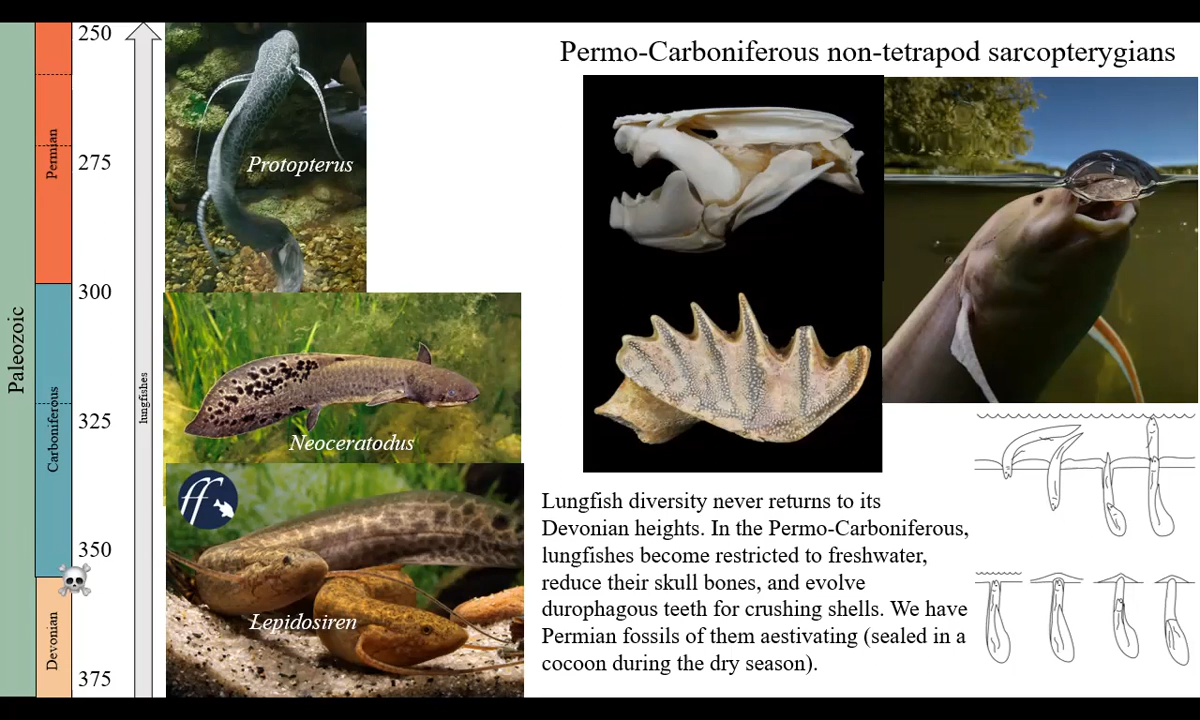 Permo-Carboniferous non-tetrapod sarcopterygians
Paleozoic
Permian
Carboniferous
Devonian
250
275
300
325
350
375
lungfishes
Protopterus
Neoceratodus
ff
Lepidosiren
Lungfish diversity never returns to its
Devonian heights. In the Permo-Carboniferous,
lungfishes become restricted to freshwater,
reduce their skull bones, and evolve
durophagous teeth for crushing shells. We have
Permian fossils of them aestivating (sealed in a
cocoon during the dry season).